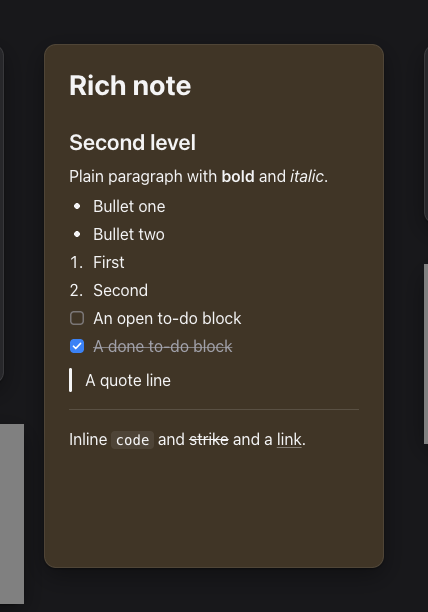 Rich note
Second level
Plain paragraph with bold and italic.
• Bullet one
• Bullet two
1. First
2. Second
An open to-do block
A done to-do block
A quote line
Inline code and strike and a link.